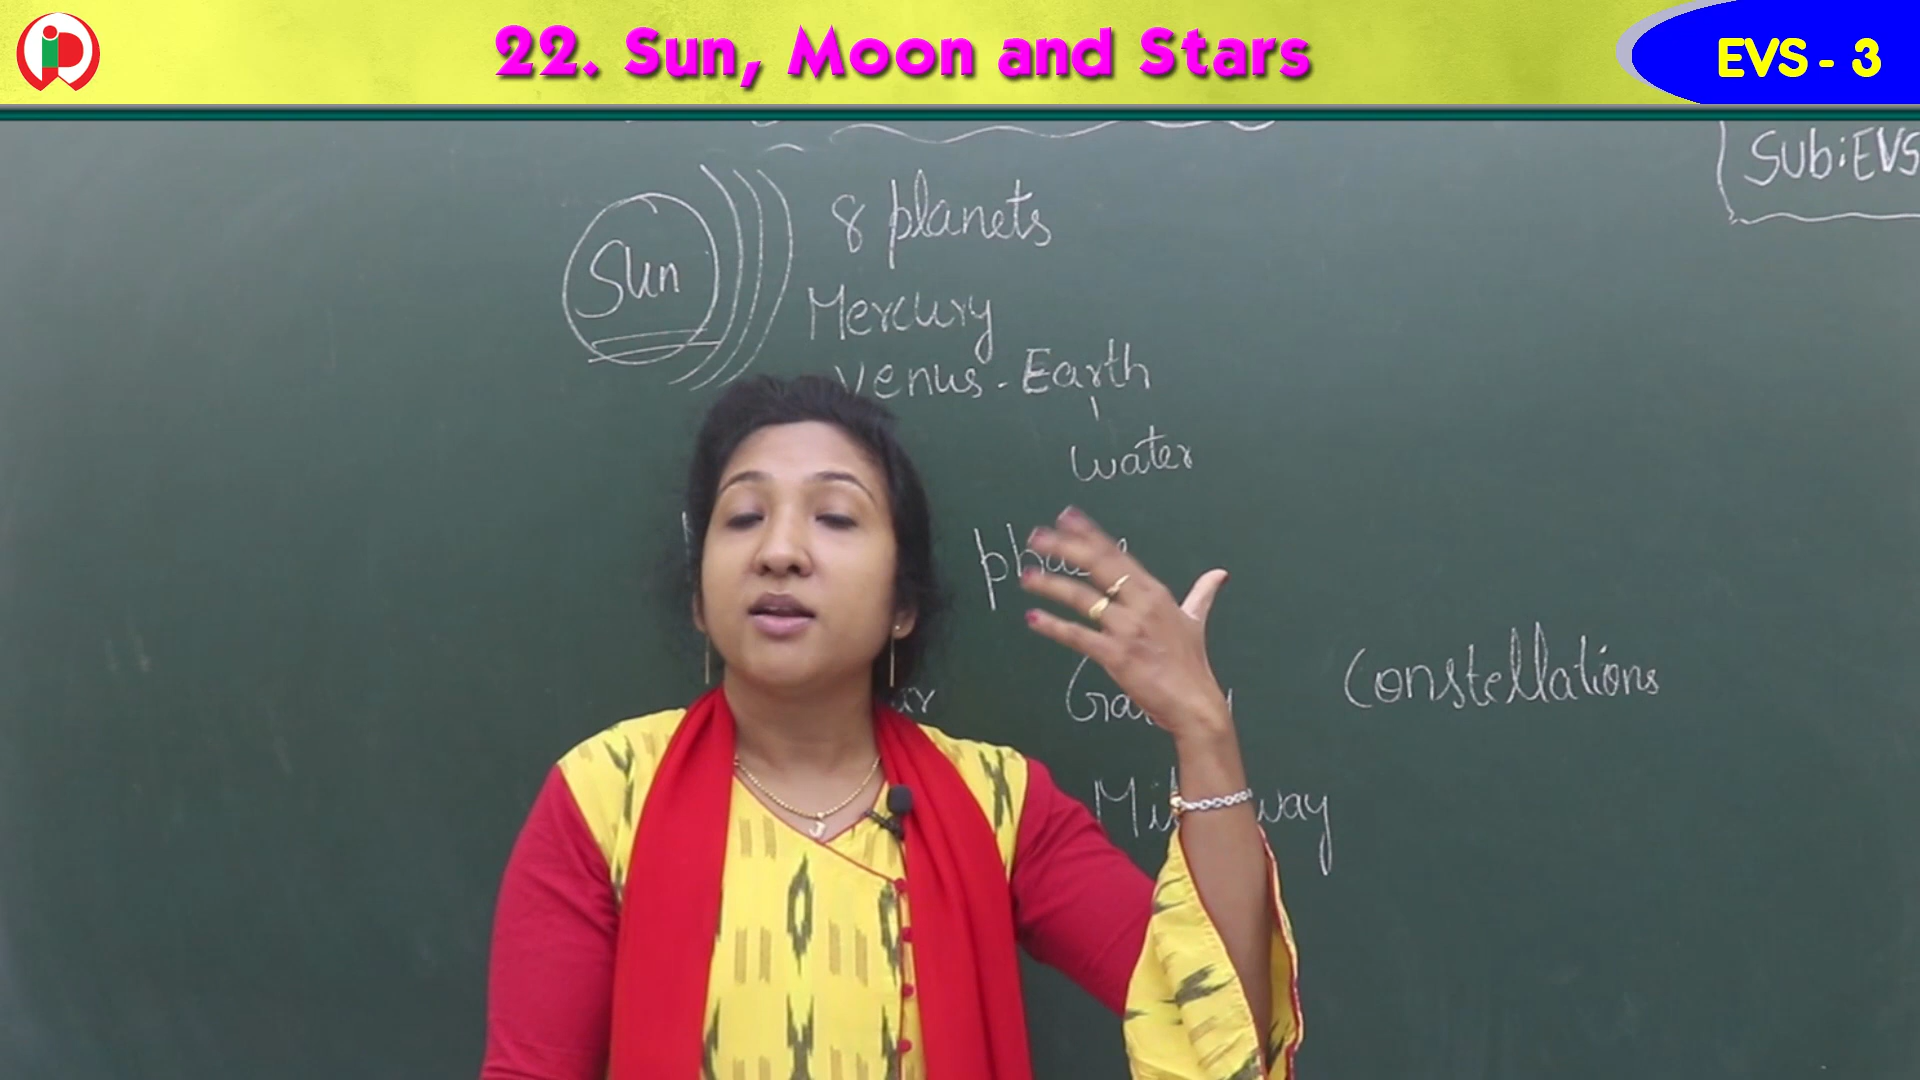 22. Sun, Moon and Stars
EVS - 3
Sub:EVS
Sun
8 planets
Mercury
Venus - Earth
water
Constellations